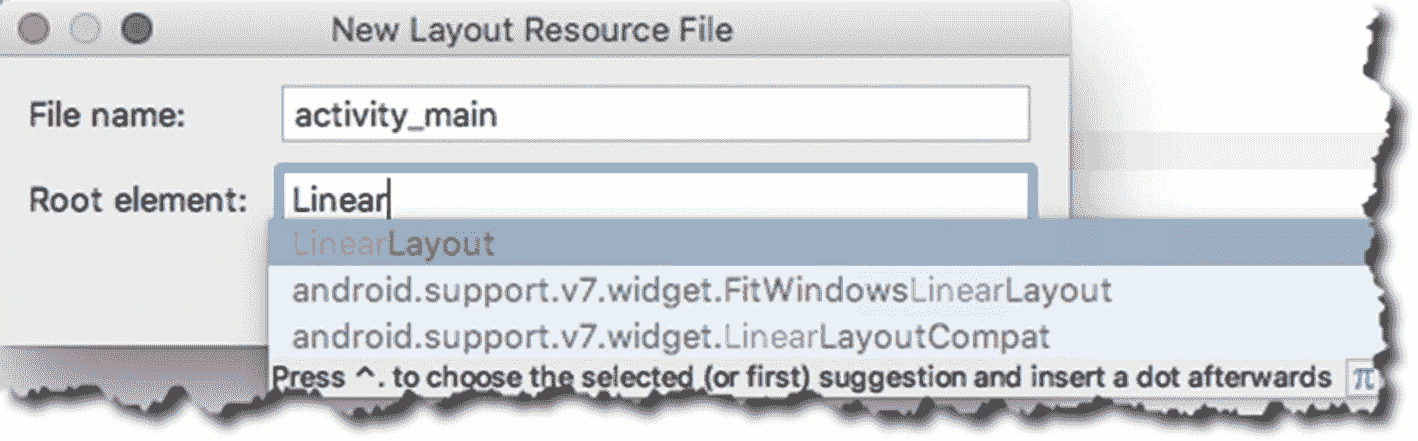 New Layout Resource File
File name: activity_main
Root element: Linear
LinearLayout
android.support.v7.widget.FitWindowsLinearLayout
android.support.v7.widget.LinearLayoutCompat
Press ^. to choose the selected (or first) suggestion and insert a dot afterwards π